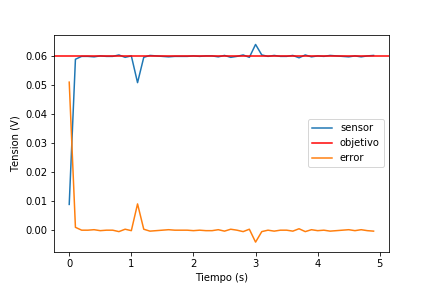 0.06
0.05
0.04
0.03
0.02
0.01
0.00
Tension (V)
sensor
objetivo
error
0 1 2 3 4 5
Tiempo (s)